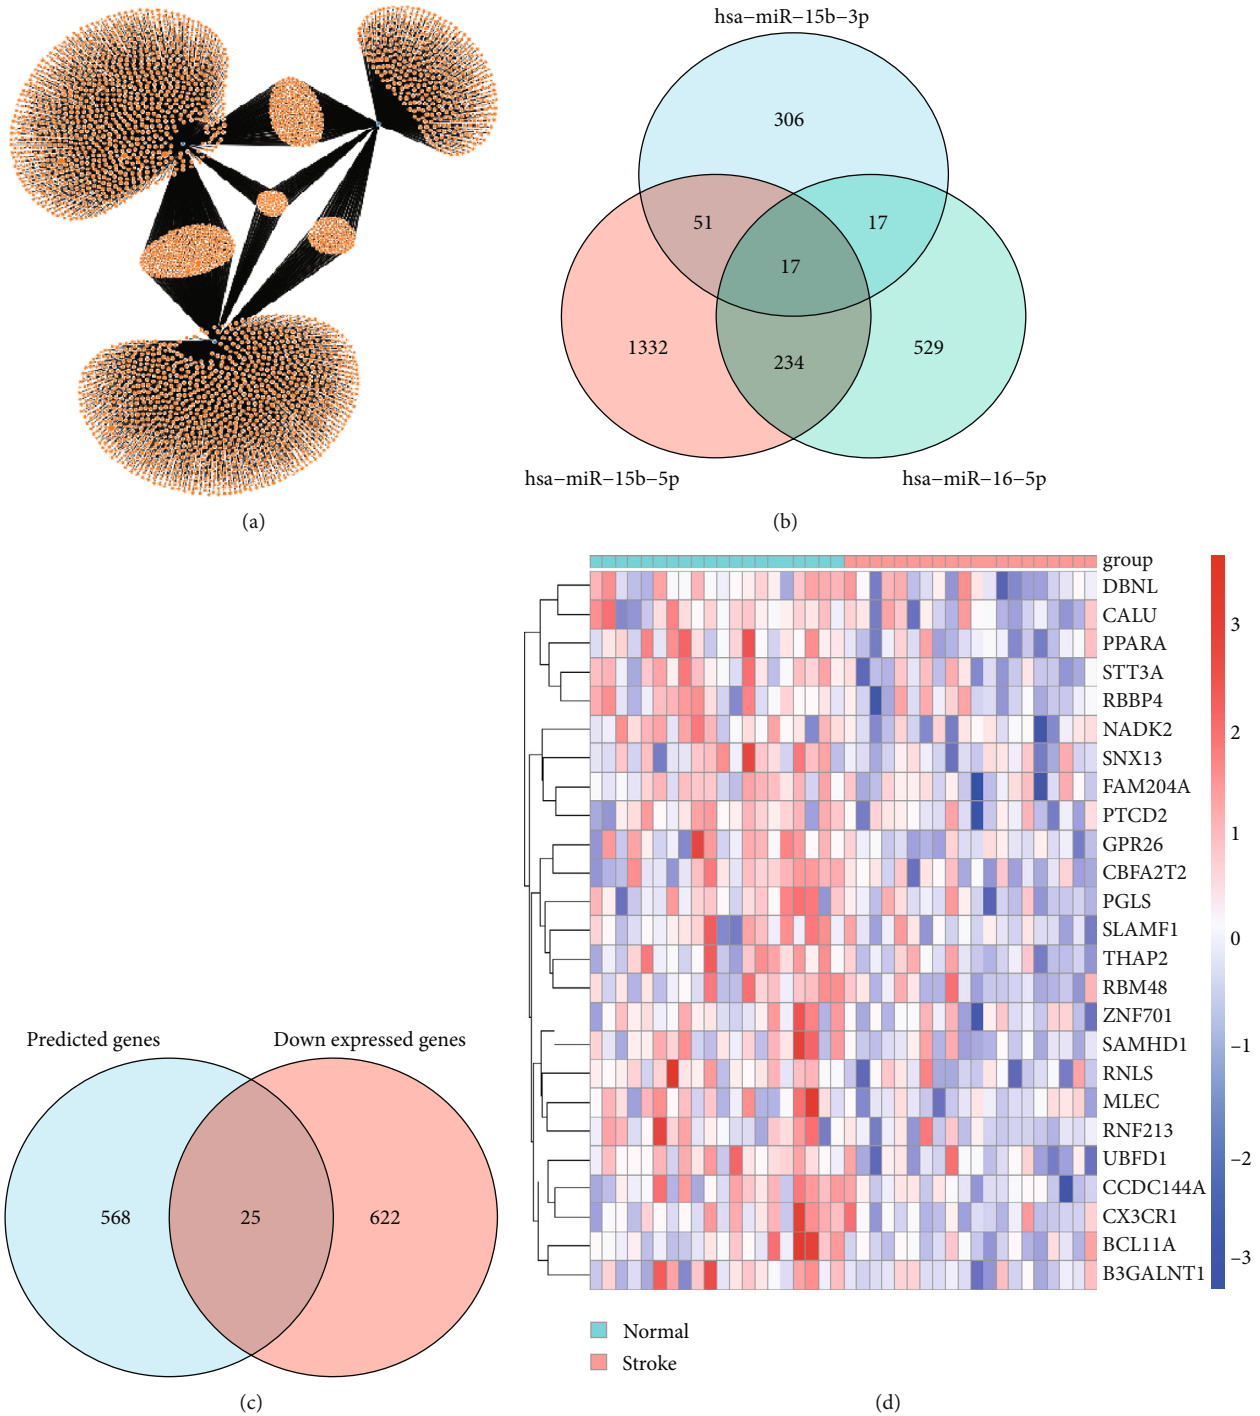 (a)
hsa−miR−15b−3p
306
51
17
17
1332
234
529
hsa−miR−15b−5p
hsa−miR−16−5p
(b)
Predicted genes
Down expressed genes
568
25
622
(c)
group
DBNL
CALU
PPARA
STT3A
RBBP4
NADK2
SNX13
FAM204A
PTCD2
GPR26
CBFA2T2
PGLS
SLAMF1
THAP2
RBM48
ZNF701
SAMHD1
RNLS
MLEC
RNF213
UBFD1
CCDC144A
CX3CR1
BCL11A
B3GALNT1
3
2
1
0
−1
−2
−3
Normal
Stroke
(d)